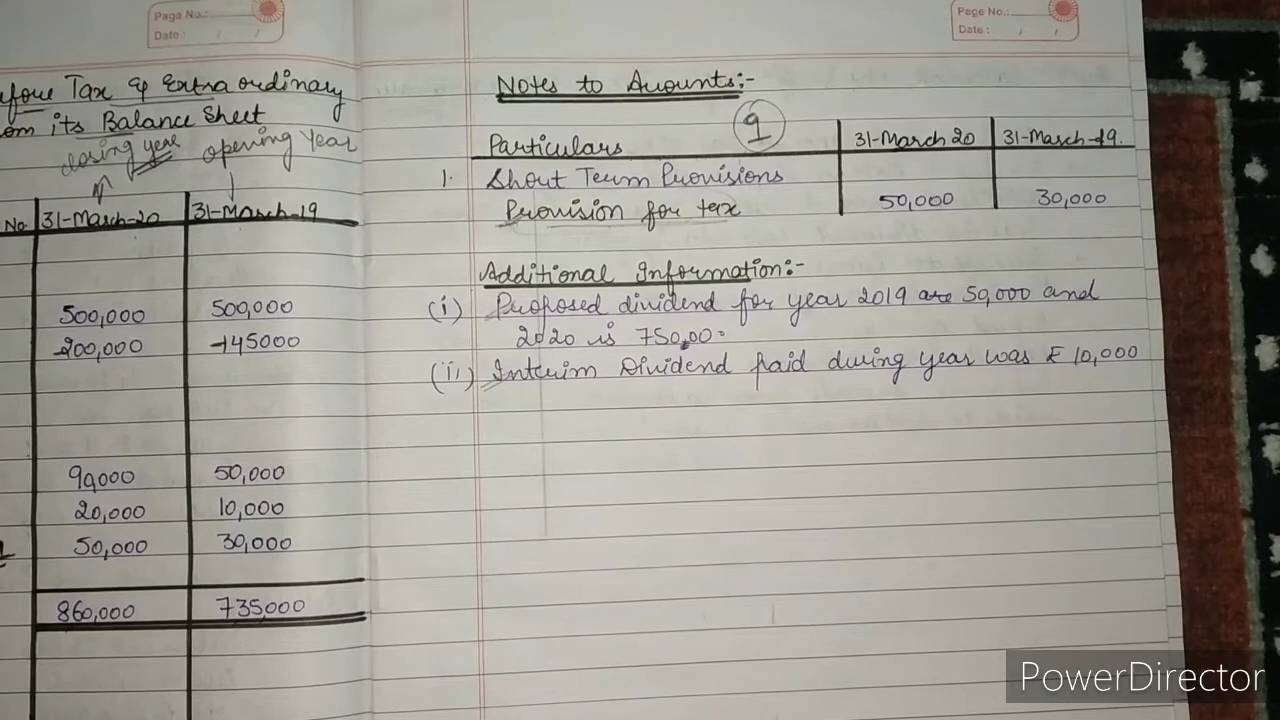 Page No.:
Date : / /
efore Tax & Extra ordinary
om its Balance Sheet
closing year opening Year
No 31-March-20 31-March-19
500,000 500,000
200,000 145000
90,000 50,000
20,000 10,000
50,000 30,000
860,000 735000
Page No.:
Date : / /
Notes to Accounts:-
9
Particulars 31-March 20 31-March-19.
1. Short Term Provisions
Provision for tax 50,000 30,000
Additional Information:-
(i) Proposed dividend for year 2019 are 50,000 and
2020 is 750,00
(ii) Interim Dividend paid during year was ₹ 10,000
PowerDirector